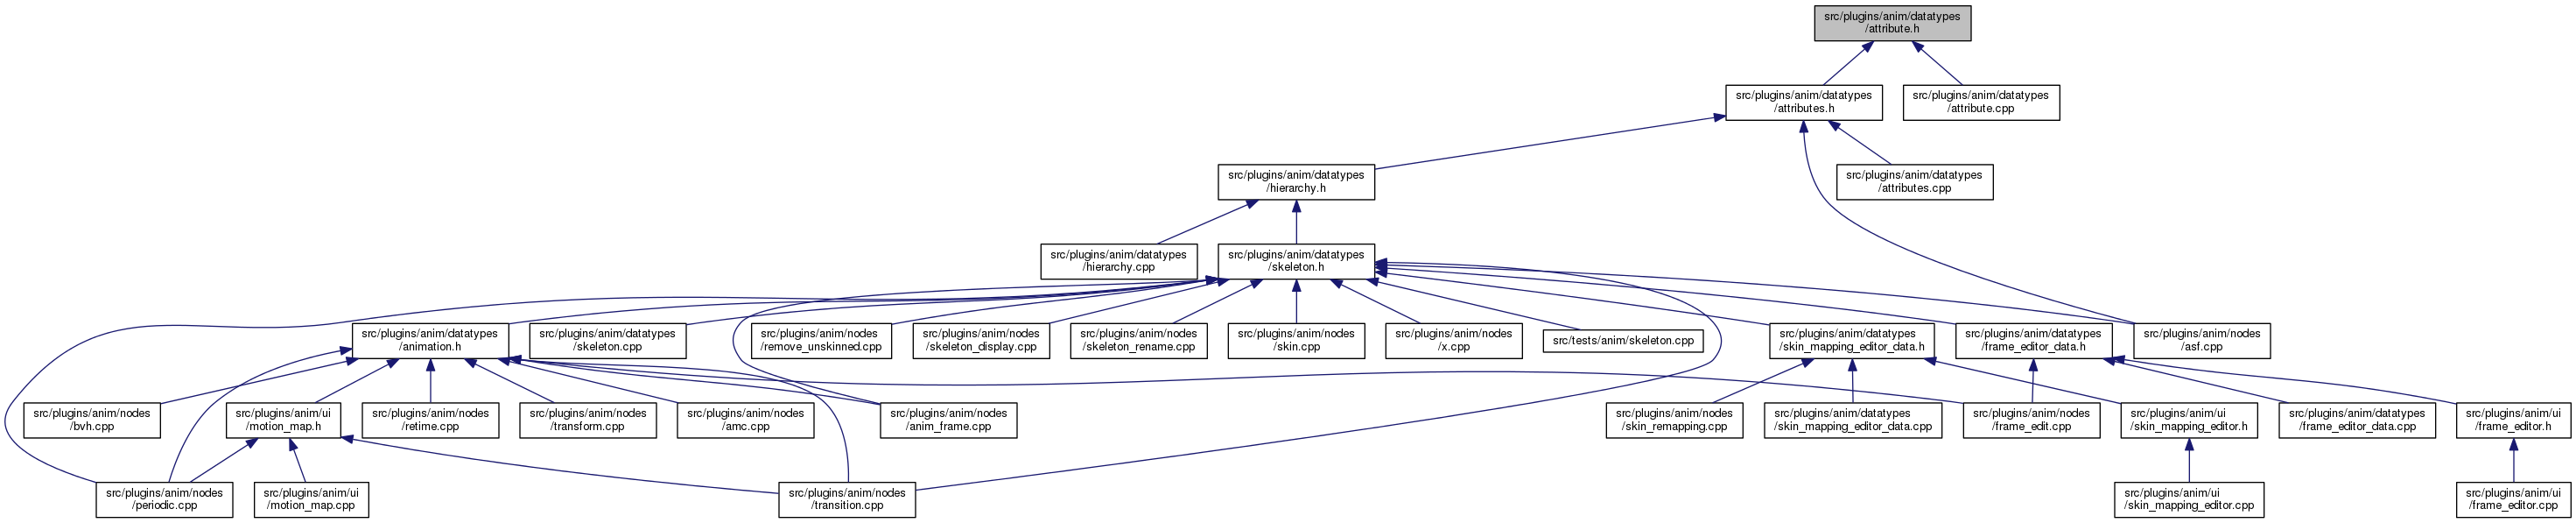 src/plugins/anim/datatypes
/attribute.h
src/plugins/anim/datatypes
/attributes.h
src/plugins/anim/datatypes
/attribute.cpp
src/plugins/anim/datatypes
/hierarchy.h
src/plugins/anim/datatypes
/attributes.cpp
src/plugins/anim/datatypes
/hierarchy.cpp
src/plugins/anim/datatypes
/skeleton.h
src/plugins/anim/datatypes
/animation.h
src/plugins/anim/datatypes
/skeleton.cpp
src/plugins/anim/nodes
/remove_unskinned.cpp
src/plugins/anim/nodes
/skeleton_display.cpp
src/plugins/anim/nodes
/skeleton_rename.cpp
src/plugins/anim/nodes
/skin.cpp
src/plugins/anim/nodes
/x.cpp
src/tests/anim/skeleton.cpp
src/plugins/anim/datatypes
/skin_mapping_editor_data.h
src/plugins/anim/datatypes
/frame_editor_data.h
src/plugins/anim/nodes
/asf.cpp
src/plugins/anim/nodes
/bvh.cpp
src/plugins/anim/ui
/motion_map.h
src/plugins/anim/nodes
/retime.cpp
src/plugins/anim/nodes
/transform.cpp
src/plugins/anim/nodes
/amc.cpp
src/plugins/anim/nodes
/anim_frame.cpp
src/plugins/anim/nodes
/skin_remapping.cpp
src/plugins/anim/datatypes
/skin_mapping_editor_data.cpp
src/plugins/anim/nodes
/frame_edit.cpp
src/plugins/anim/ui
/skin_mapping_editor.h
src/plugins/anim/datatypes
/frame_editor_data.cpp
src/plugins/anim/ui
/frame_editor.h
src/plugins/anim/nodes
/periodic.cpp
src/plugins/anim/ui
/motion_map.cpp
src/plugins/anim/nodes
/transition.cpp
src/plugins/anim/ui
/skin_mapping_editor.cpp
src/plugins/anim/ui
/frame_editor.cpp